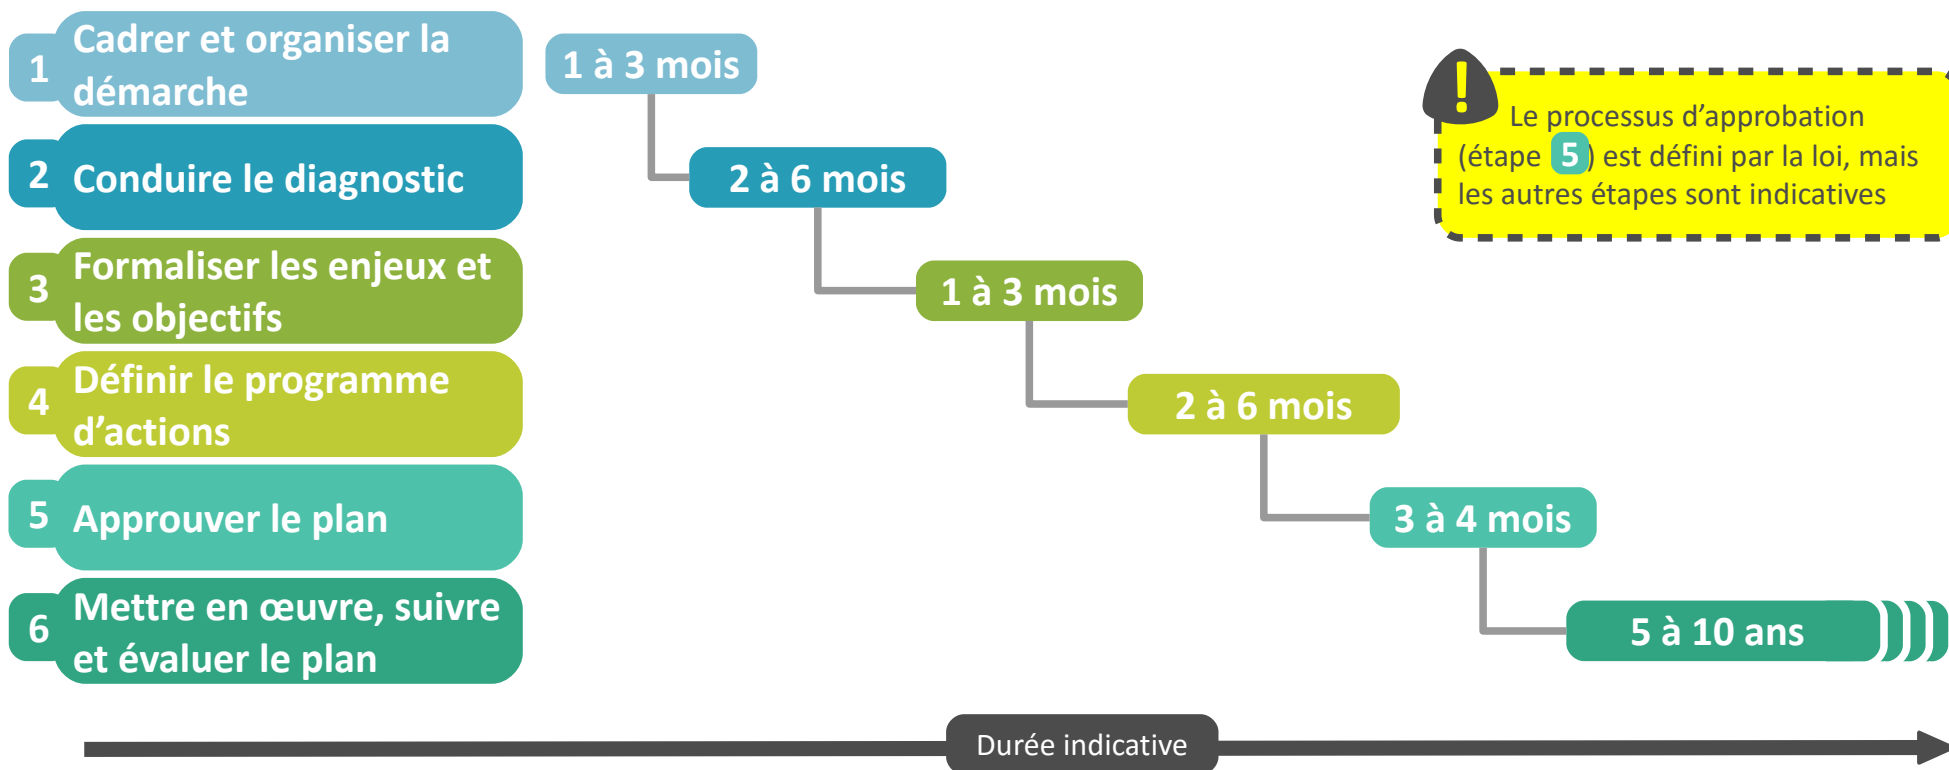 1
Cadrer et organiser la
démarche
1 à 3 mois
2
Conduire le diagnostic
2 à 6 mois
3
Formaliser les enjeux et
les objectifs
1 à 3 mois
4
Définir le programme
d’actions
2 à 6 mois
5
Approuver le plan
3 à 4 mois
6
Mettre en œuvre, suivre
et évaluer le plan
5 à 10 ans
!
Le processus d’approbation
(étape 5) est défini par la loi, mais
les autres étapes sont indicatives
Durée indicative